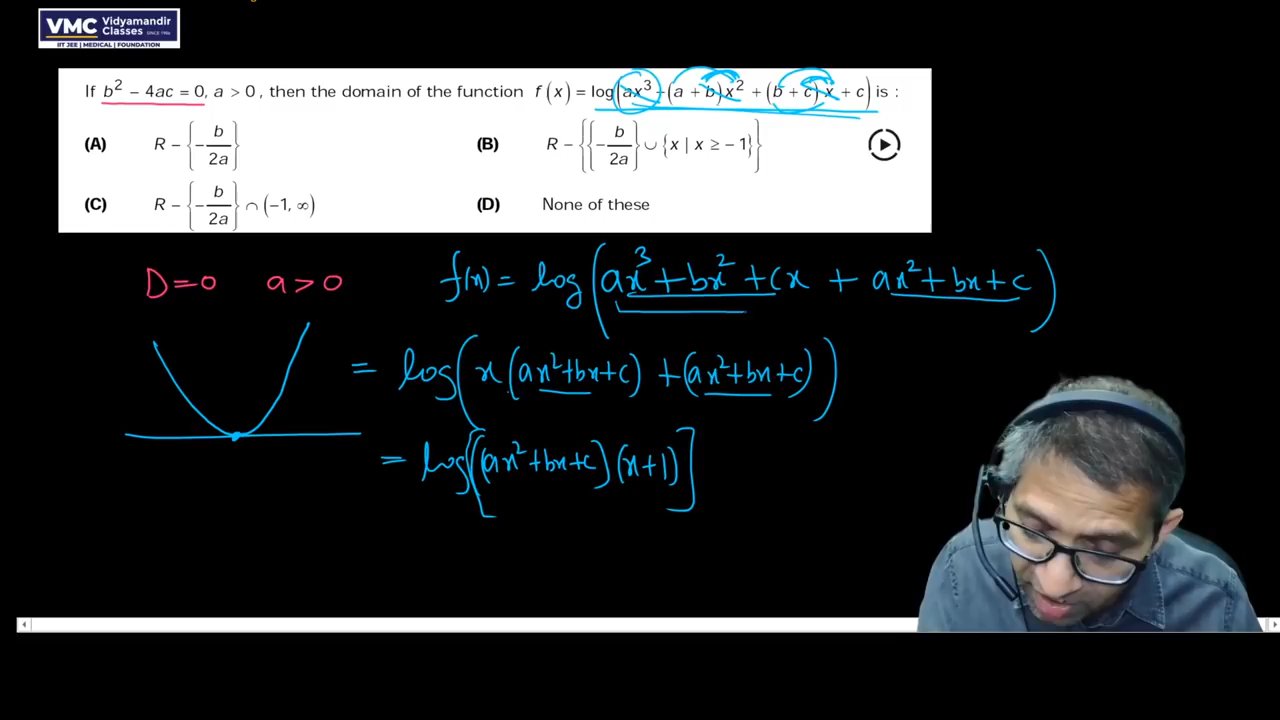 VMC Vidyamandir Classes SINCE 1986
IIT JEE | MEDICAL | FOUNDATION
If b² − 4ac = 0, a > 0, then the domain of the function f(x) = log(ax³ + (a + b)x² + (b + c)x + c) is :
(A) R − {−b/2a} (B) R − {{−b/2a} ∪ {x | x ≥ −1}}
(C) R − {−b/2a} ∩ (−1, ∞) (D) None of these
D=0 a>0 f(x) = log(ax³+bx²+cx + ax²+bx+c)
= log(x(ax²+bx+c) +(ax²+bx+c))
= log[(ax²+bx+c)(x+1)]